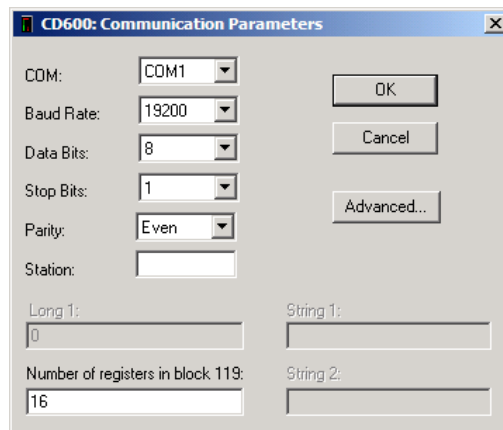 CD600: Communication Parameters
COM: COM1
OK
Baud Rate: 19200
Cancel
Data Bits: 8
Stop Bits: 1
Advanced...
Parity: Even
Station:
Long 1: String 1:
0
Number of registers in block 119: String 2:
16